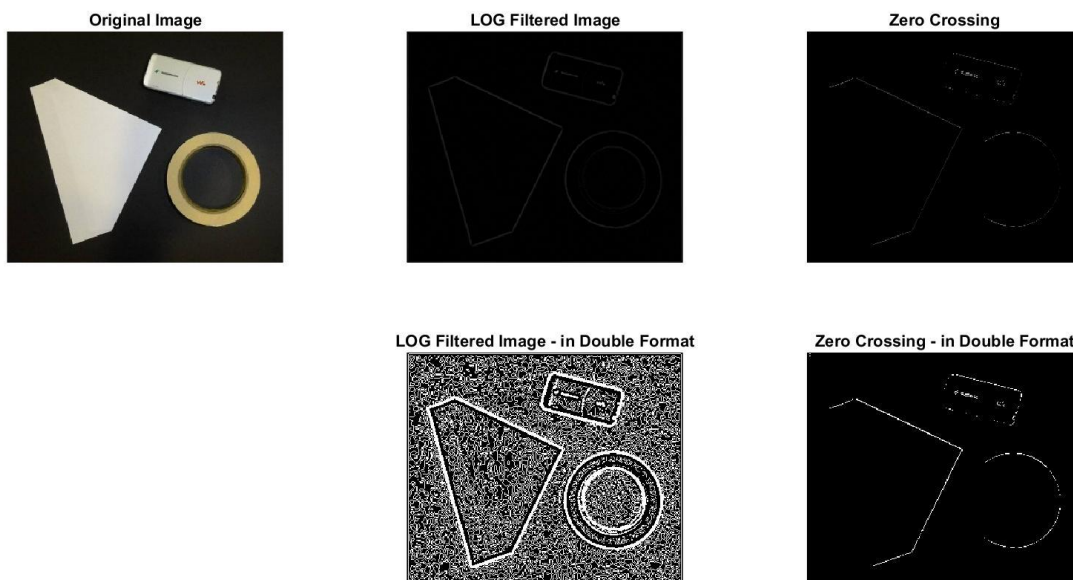 Original Image
LOG Filtered Image
Zero Crossing
LOG Filtered Image - in Double Format
Zero Crossing - in Double Format